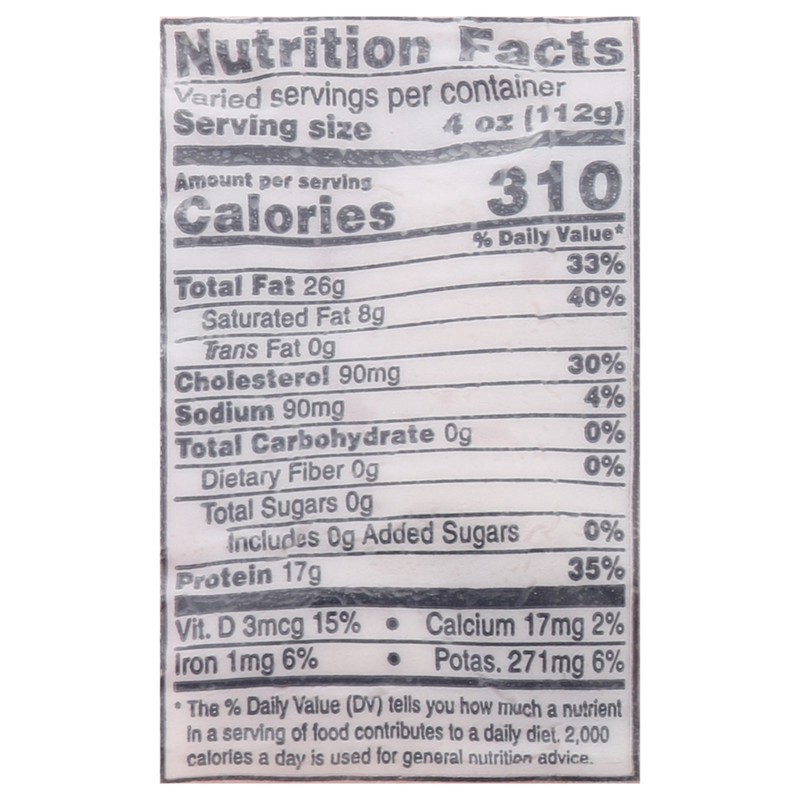 Nutrition Facts
Varied servings per container
Serving size 4 oz (112g)
Amount per serving
Calories 310
% Daily Value*
Total Fat 26g 33%
Saturated Fat 8g 40%
Trans Fat 0g
Cholesterol 90mg 30%
Sodium 90mg 4%
Total Carbohydrate 0g 0%
Dietary Fiber 0g 0%
Total Sugars 0g
Includes 0g Added Sugars 0%
Protein 17g 35%
Vit. D 3mcg 15% • Calcium 17mg 2%
Iron 1mg 6% • Potas. 271mg 6%
* The % Daily Value (DV) tells you how much a nutrient
in a serving of food contributes to a daily diet. 2,000
calories a day is used for general nutrition advice.